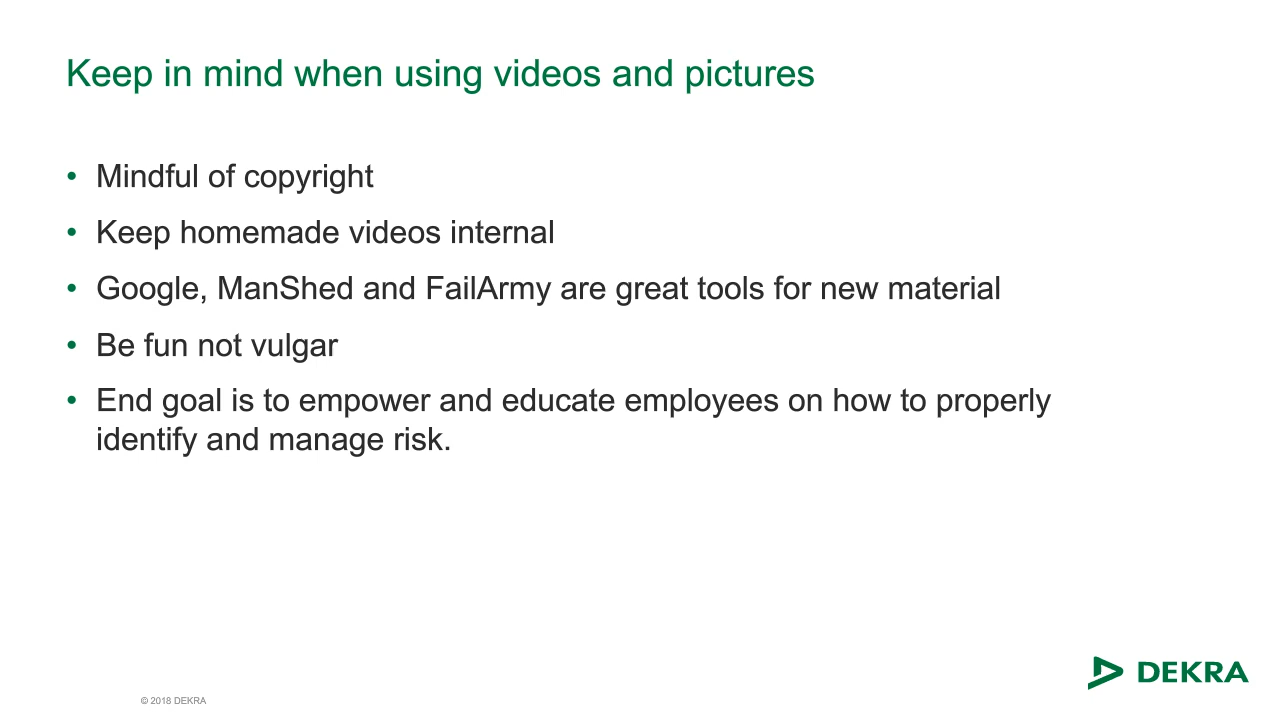 Keep in mind when using videos and pictures
• Mindful of copyright
• Keep homemade videos internal
• Google, ManShed and FailArmy are great tools for new material
• Be fun not vulgar
• End goal is to empower and educate employees on how to properly
identify and manage risk.
DEKRA
© 2018 DEKRA